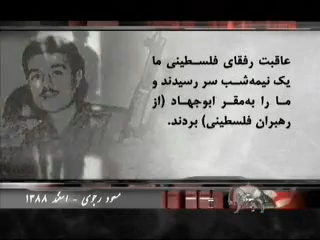 عاقبت رفقای فلسطینی ما
یک نیمه‌شب سر رسیدند و
ما را به‌مقر ابوجهاد (از
رهبران فلسطینی) بردند.
مسعود رجوی - اسفند ۱۳۸۸